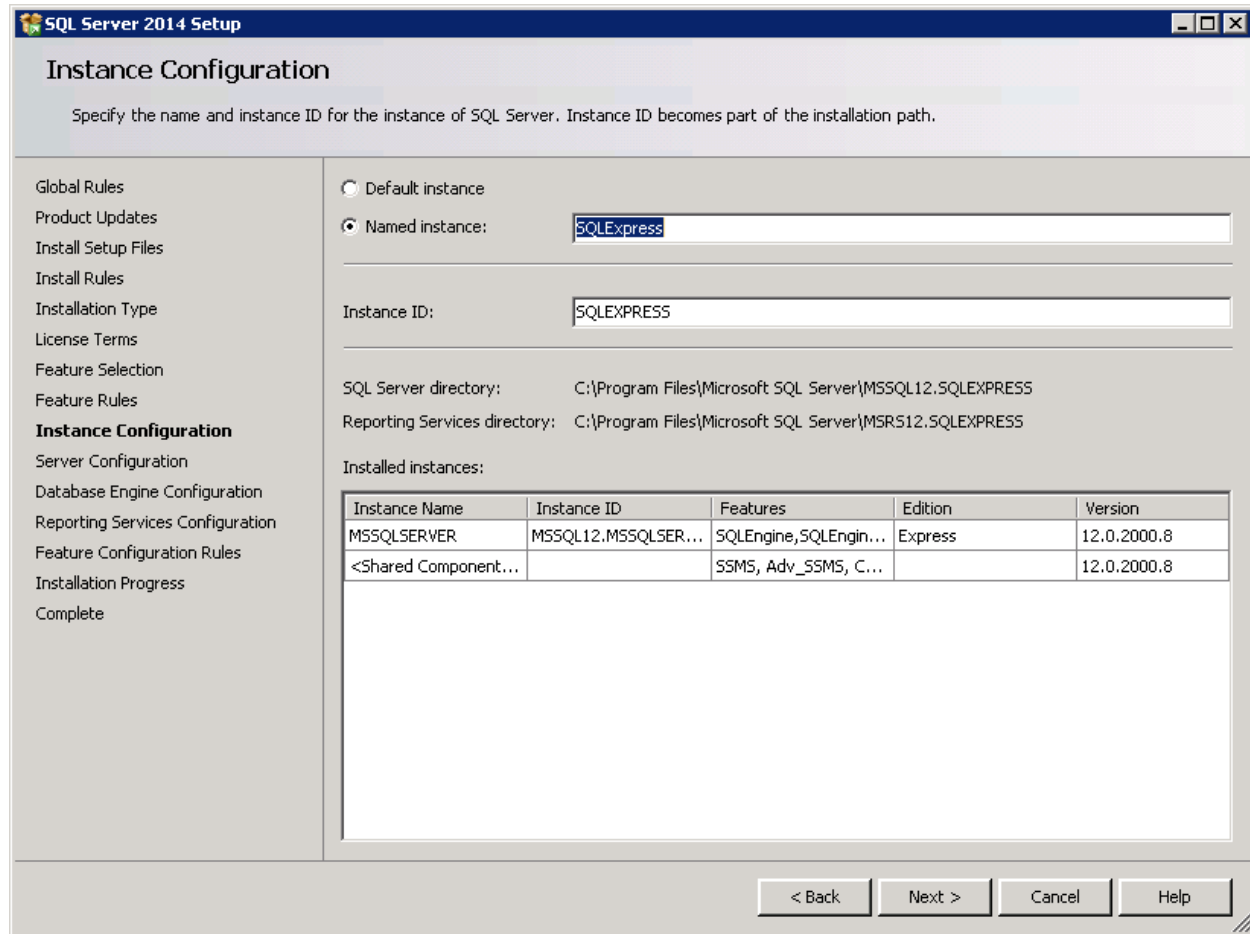 SQL Server 2014 Setup
Instance Configuration
Specify the name and instance ID for the instance of SQL Server. Instance ID becomes part of the installation path.
Global Rules
Product Updates
Install Setup Files
Install Rules
Installation Type
License Terms
Feature Selection
Feature Rules
Instance Configuration
Server Configuration
Database Engine Configuration
Reporting Services Configuration
Feature Configuration Rules
Installation Progress
Complete
Default instance
Named instance: SQLExpress
Instance ID: SQLEXPRESS
SQL Server directory: C:\Program Files\Microsoft SQL Server\MSSQL12.SQLEXPRESS
Reporting Services directory: C:\Program Files\Microsoft SQL Server\MSRS12.SQLEXPRESS
Installed instances:
Instance Name Instance ID Features Edition Version
MSSQLSERVER MSSQL12.MSSQLSER... SQLEngine,SQLEngin... Express 12.0.2000.8
<Shared Component... SSMS, Adv_SSMS, C... 12.0.2000.8
< Back Next > Cancel Help